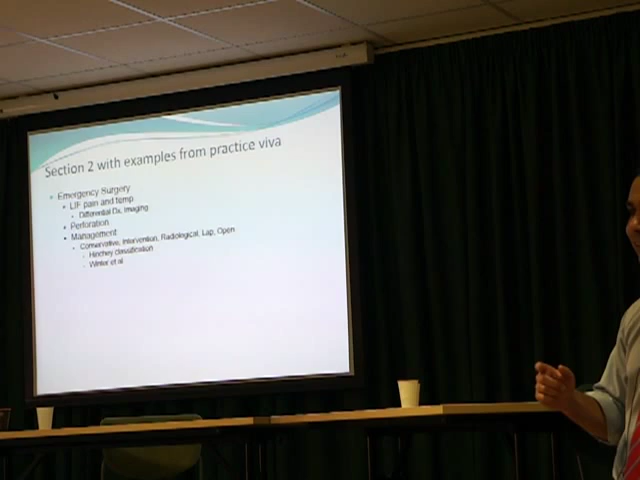 Section 2 with examples from practice viva
Emergency Surgery
LIF pain and temp
Differential Dx, Imaging
Perforation
Management
Conservative, Intervention, Radiological, Lap, Open
Hinchey classification
Winter et al